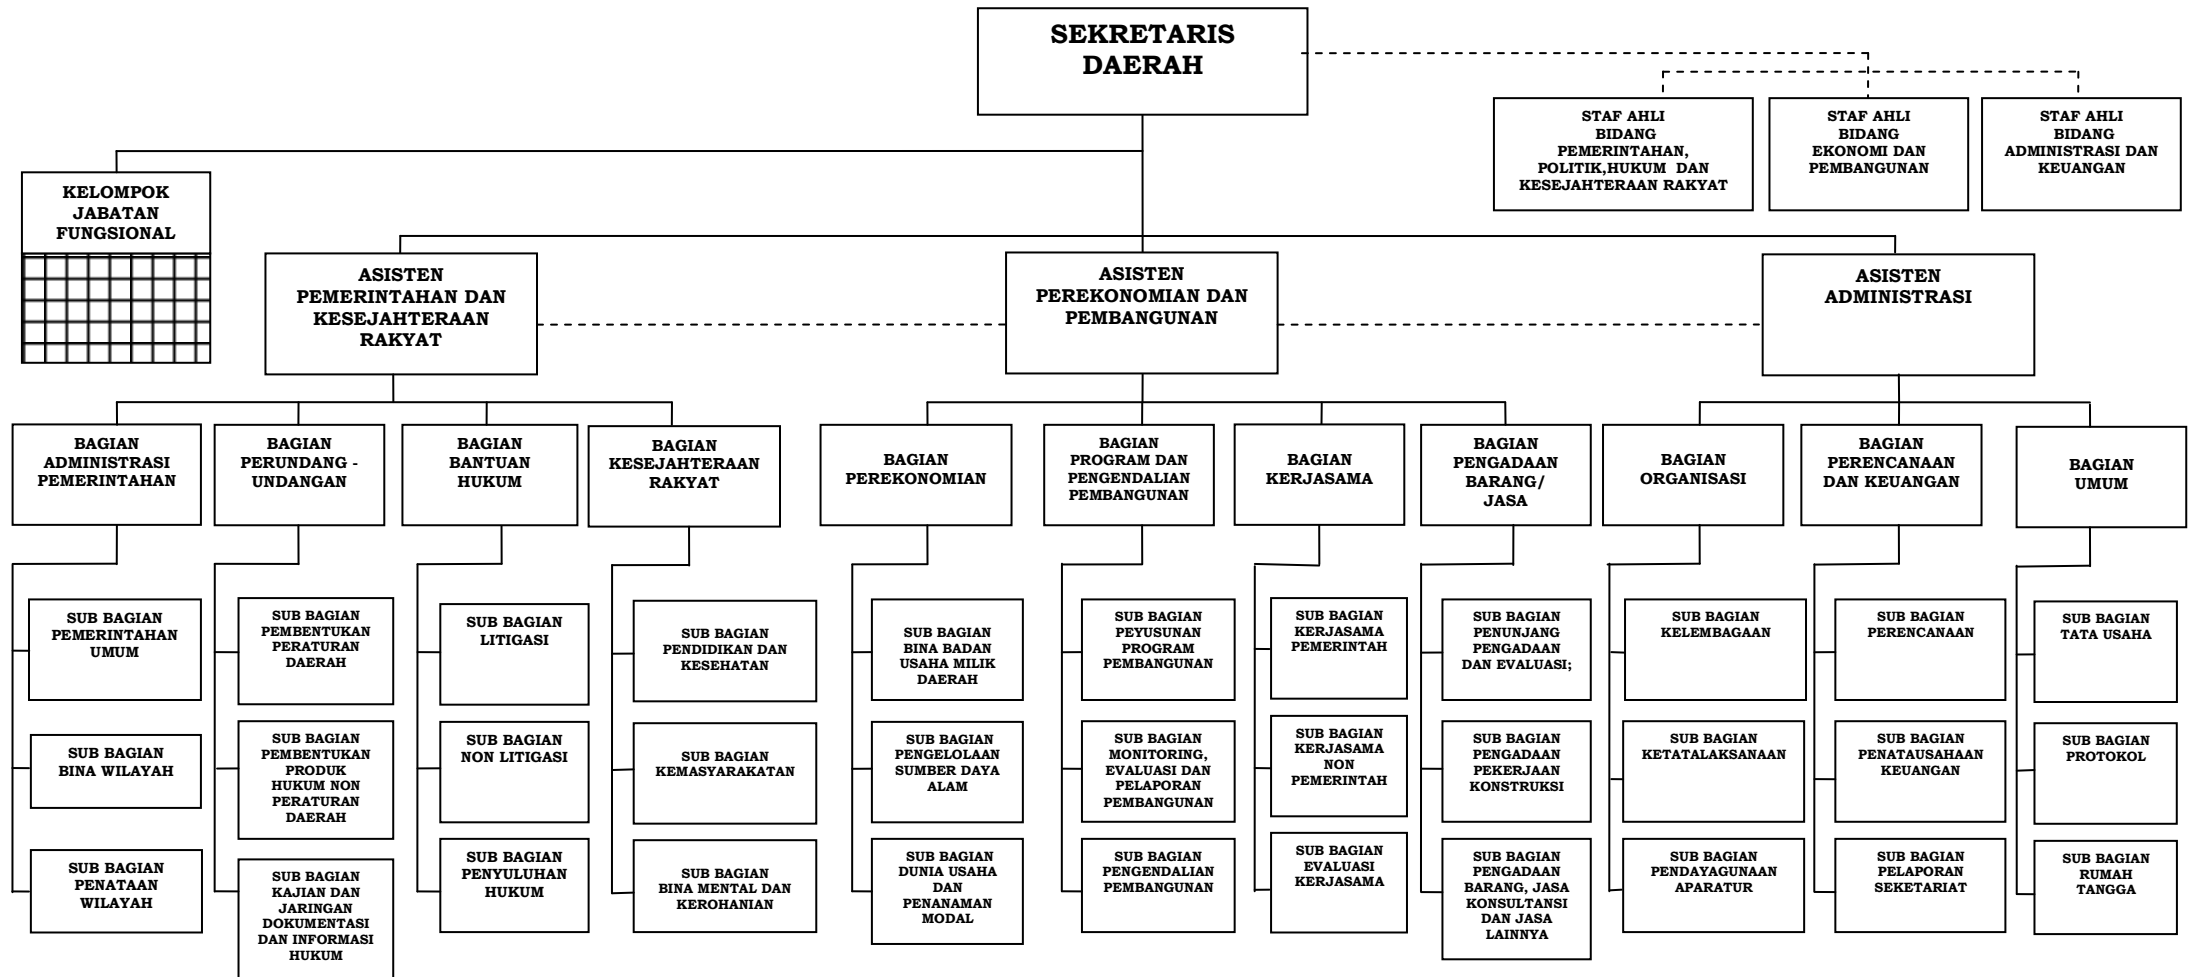 SEKRETARIS
DAERAH
STAF AHLI
BIDANG
PEMERINTAHAN,
POLITIK,HUKUM DAN
KESEJAHTERAAN RAKYAT
STAF AHLI
BIDANG
EKONOMI DAN
PEMBANGUNAN
STAF AHLI
BIDANG
ADMINISTRASI DAN
KEUANGAN
KELOMPOK
JABATAN
FUNGSIONAL
ASISTEN
PEMERINTAHAN DAN
KESEJAHTERAAN
RAKYAT
ASISTEN
PEREKONOMIAN DAN
PEMBANGUNAN
ASISTEN
ADMINISTRASI
BAGIAN
ADMINISTRASI
PEMERINTAHAN
BAGIAN
PERUNDANG -
UNDANGAN
BAGIAN
BANTUAN
HUKUM
BAGIAN
KESEJAHTERAAN
RAKYAT
BAGIAN
PEREKONOMIAN
BAGIAN
PROGRAM DAN
PENGENDALIAN
PEMBANGUNAN
BAGIAN
KERJASAMA
BAGIAN
PENGADAAN
BARANG/
JASA
BAGIAN
ORGANISASI
BAGIAN
PERENCANAAN
DAN KEUANGAN
BAGIAN
UMUM
SUB BAGIAN
PEMERINTAHAN
UMUM
SUB BAGIAN
PEMBENTUKAN
PERATURAN
DAERAH
SUB BAGIAN
LITIGASI
SUB BAGIAN
PENDIDIKAN DAN
KESEHATAN
SUB BAGIAN
BINA BADAN
USAHA MILIK
DAERAH
SUB BAGIAN
PEYUSUNAN
PROGRAM
PEMBANGUNAN
SUB BAGIAN
KERJASAMA
PEMERINTAH
SUB BAGIAN
PENUNJANG
PENGADAAN
DAN EVALUASI;
SUB BAGIAN
KELEMBAGAAN
SUB BAGIAN
PERENCANAAN
SUB BAGIAN
TATA USAHA
SUB BAGIAN
BINA WILAYAH
SUB BAGIAN
PEMBENTUKAN
PRODUK
HUKUM NON
PERATURAN
DAERAH
SUB BAGIAN
NON LITIGASI
SUB BAGIAN
KEMASYARAKATAN
SUB BAGIAN
PENGELOLAAN
SUMBER DAYA
ALAM
SUB BAGIAN
MONITORING,
EVALUASI DAN
PELAPORAN
PEMBANGUNAN
SUB BAGIAN
KERJASAMA
NON
PEMERINTAH
SUB BAGIAN
PENGADAAN
PEKERJAAN
KONSTRUKSI
SUB BAGIAN
KETATALAKSANAAN
SUB BAGIAN
PENATAUSAHAAN
KEUANGAN
SUB BAGIAN
PROTOKOL
SUB BAGIAN
PENATAAN
WILAYAH
SUB BAGIAN
KAJIAN DAN
JARINGAN
DOKUMENTASI
DAN INFORMASI
HUKUM
SUB BAGIAN
PENYULUHAN
HUKUM
SUB BAGIAN
BINA MENTAL DAN
KEROHANIAN
SUB BAGIAN
DUNIA USAHA
DAN
PENANAMAN
MODAL
SUB BAGIAN
PENGENDALIAN
PEMBANGUNAN
SUB BAGIAN
EVALUASI
KERJASAMA
SUB BAGIAN
PENGADAAN
BARANG, JASA
KONSULTANSI
DAN JASA
LAINNYA
SUB BAGIAN
PENDAYAGUNAAN
APARATUR
SUB BAGIAN
PELAPORAN
SEKETARIAT
SUB BAGIAN
RUMAH
TANGGA